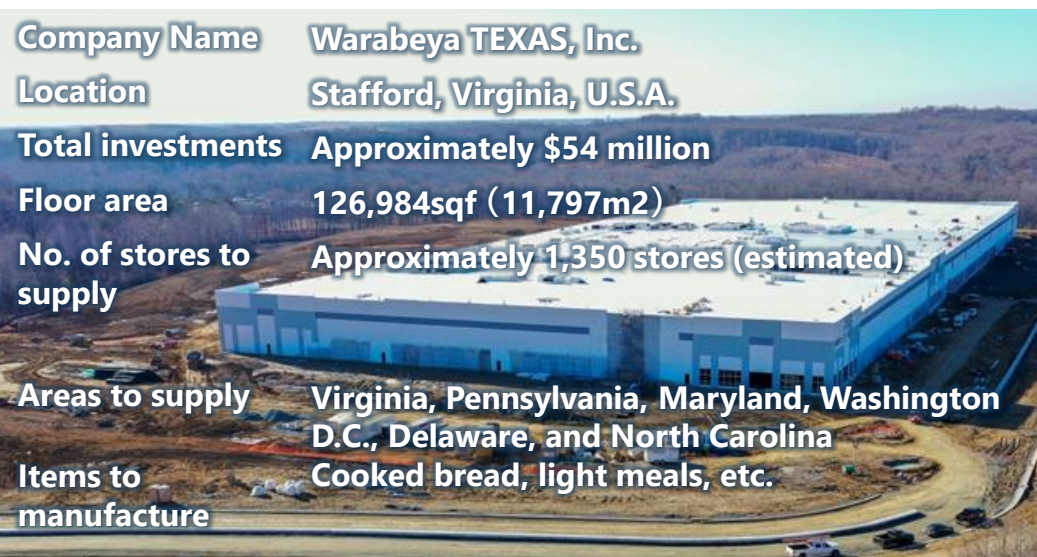 Company Name Warabeya TEXAS, Inc.
Location Stafford, Virginia, U.S.A.
Total investments Approximately $54 million
Floor area 126,984sqf（11,797m2）
No. of stores to Approximately 1,350 stores (estimated)
supply
Areas to supply Virginia, Pennsylvania, Maryland, Washington
D.C., Delaware, and North Carolina
Items to Cooked bread, light meals, etc.
manufacture